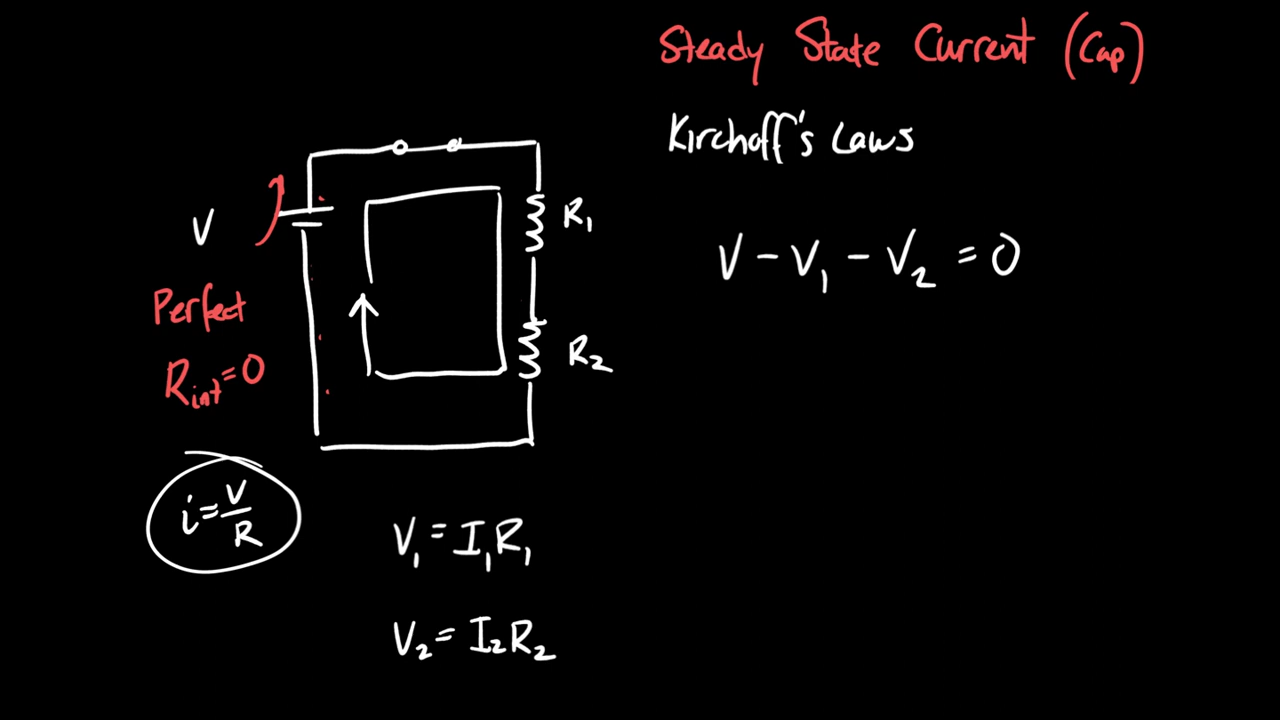 Steady State Current (Cap)
Kirchoff's Laws
V - V₁ - V₂ = 0
R₁
V
Perfect
R₂
Rint = 0
i = V/R
V₁ = I₁R₁
V₂ = I₂R₂